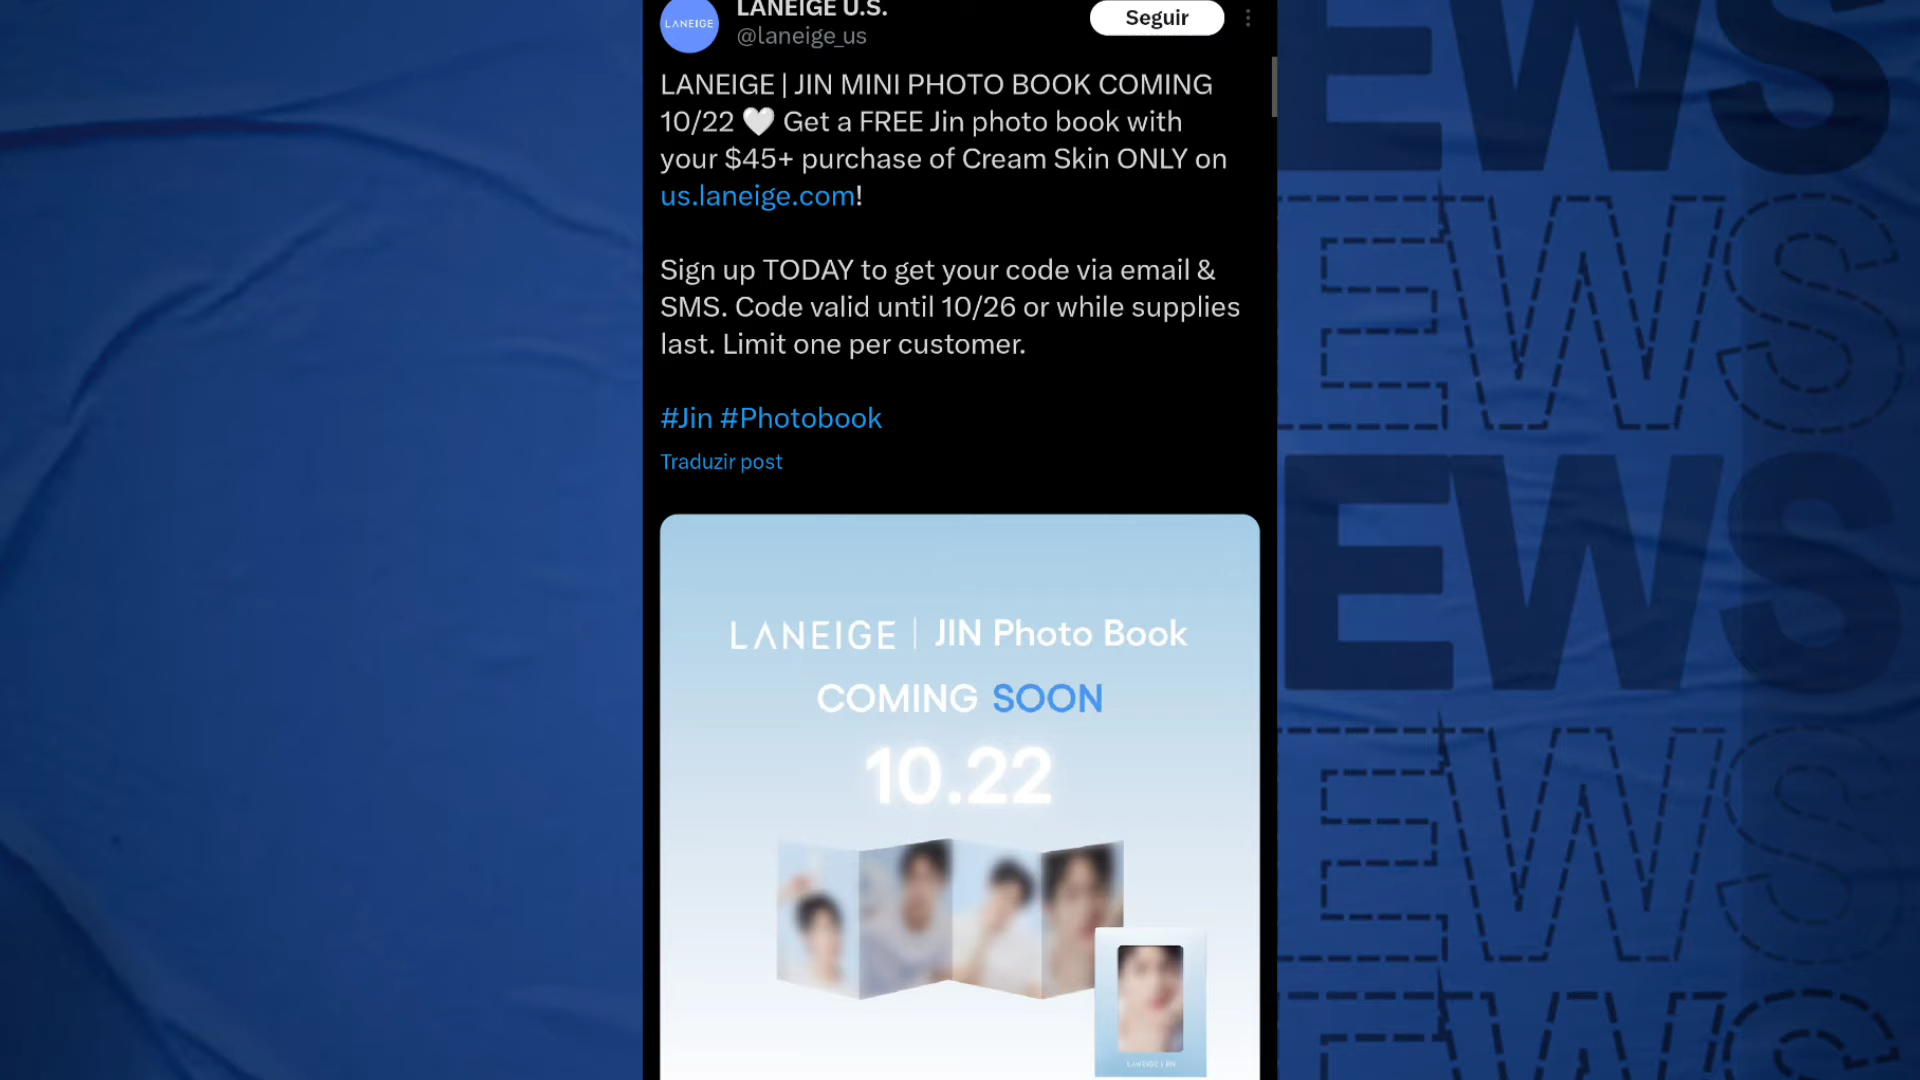 LANEIGE
LANEIGE U.S.
@laneige_us
Seguir
LANEIGE | JIN MINI PHOTO BOOK COMING
10/22 🤍 Get a FREE Jin photo book with
your $45+ purchase of Cream Skin ONLY on
us.laneige.com!
Sign up TODAY to get your code via email &
SMS. Code valid until 10/26 or while supplies
last. Limit one per customer.
#Jin #Photobook
Traduzir post
LANEIGE | JIN Photo Book
COMING SOON
10.22
LANEIGE | JIN
EWS
EWS
EWS
EWS
EWS